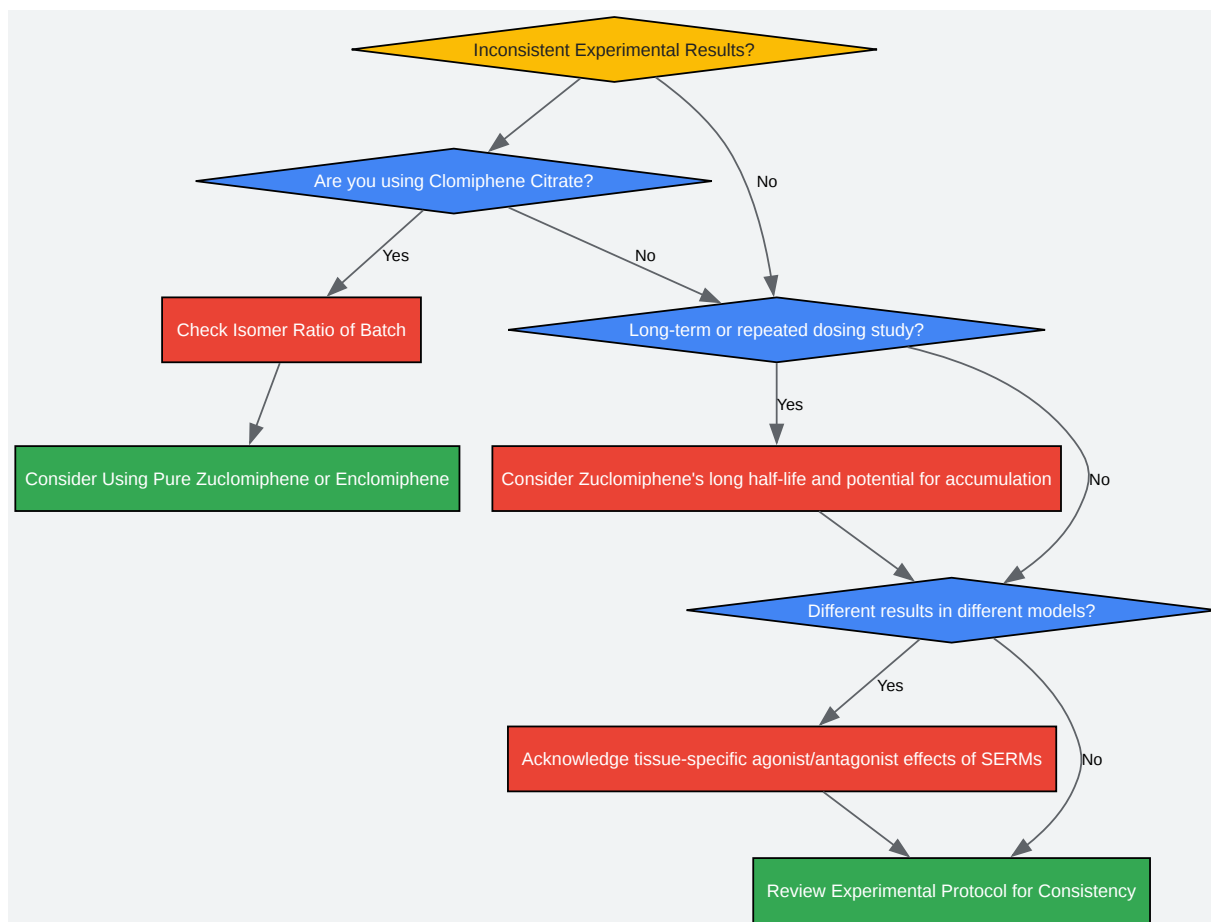 Inconsistent Experimental Results?
Are you using Clomiphene Citrate?
No
Yes
No
Check Isomer Ratio of Batch
Long-term or repeated dosing study?
Yes
Consider Using Pure Zuclomiphene or Enclomiphene
Consider Zuclomiphene's long half-life and potential for accumulation
No
Different results in different models?
Yes
Acknowledge tissue-specific agonist/antagonist effects of SERMs
No
Review Experimental Protocol for Consistency